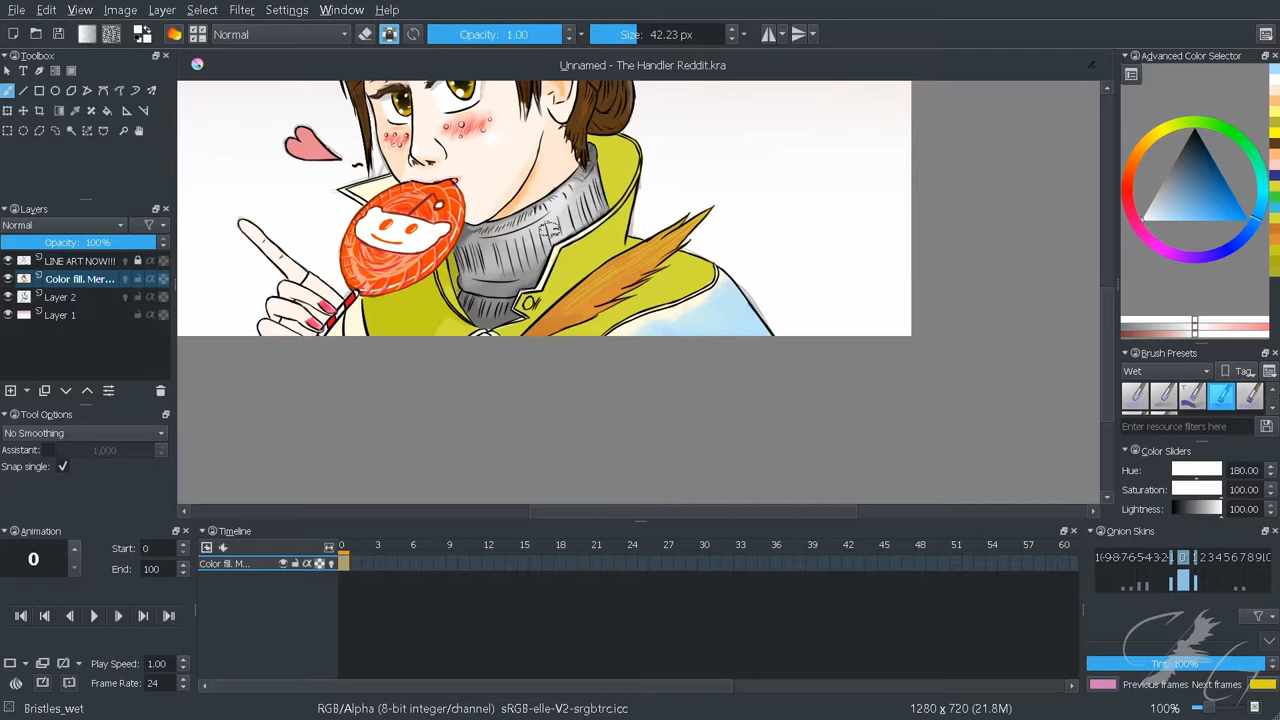 File Edit View Image Layer Select Filter Settings Window Help
Normal Opacity: 1.00 Size: 42.23 px
Toolbox
Unnamed - The Handler Reddit.kra
Advanced Color Selector
Layers
Normal
Opacity: 100%
LINE ART NOW!!!
Color fill. Mer...
Layer 2
Layer 1
Tool Options
No Smoothing
Assistant: 1,000
Snap single:
Brush Presets
Wet Tag
Enter resource filters here
Color Sliders
Hue: 180.00
Saturation: 100.00
Lightness: 100.00
Animation
0
Start: 0
End: 100
Play Speed: 1.00
Frame Rate: 24
Timeline
0 3 6 9 12 15 18 21 24 27 30 33 36 39 42 45 48 51 54 57 60
Color fill. M...
Onion Skins
Tint: 100%
Previous frames Next frames
Bristles_wet RGB/Alpha (8-bit integer/channel) sRGB-elle-V2-srgbtrc.icc 1280 x 720 (21.8M) 100%